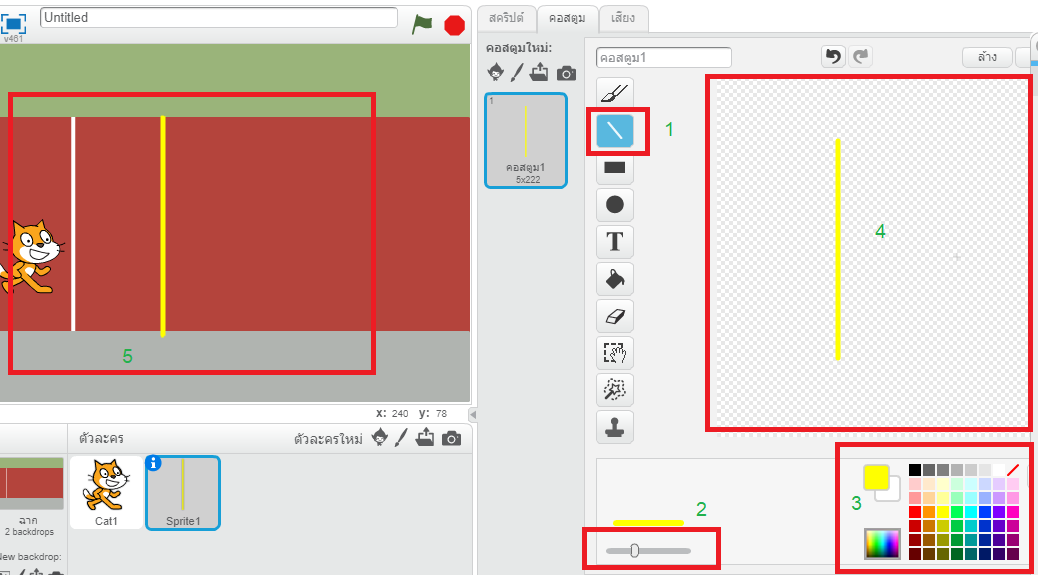 Untitled
v461
สคริปต์
คอสตูม
เสียง
คอสตูมใหม่:
คอสตูม1
ล้าง
1
คอสตูม1
5x222
T
1
4
5
x: 240 y: 78
ตัวละคร
ตัวละครใหม่
Cat1
Sprite1
ฉาก
2 backdrops
New backdrop:
2
3